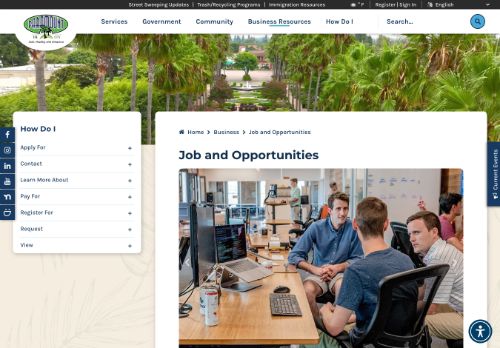 Street Sweeping Updates | Trash/Recycling Programs | Immigration Resources
°F
Register | Sign In
English
PARAMOUNT
Services
Government
Community
Business Resources
How Do I
Search...
How Do I
Apply For +
Contact +
Learn More About +
Pay For +
Register For +
Request +
View +
Home > Business > Job and Opportunities
Job and Opportunities
Current Events